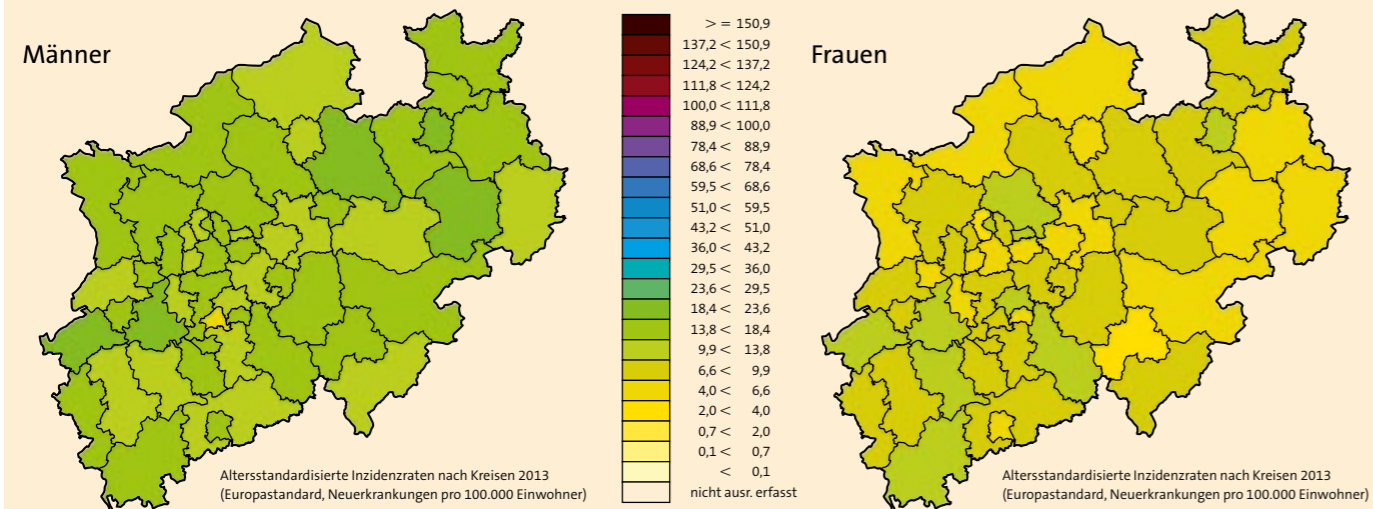 Männer
> = 150,9
137,2 < 150,9
124,2 < 137,2
111,8 < 124,2
100,0 < 111,8
88,9 < 100,0
78,4 < 88,9
68,6 < 78,4
59,5 < 68,6
51,0 < 59,5
43,2 < 51,0
36,0 < 43,2
29,5 < 36,0
23,6 < 29,5
18,4 < 23,6
13,8 < 18,4
9,9 < 13,8
6,6 < 9,9
4,0 < 6,6
2,0 < 4,0
0,7 < 2,0
0,1 < 0,7
< 0,1
nicht ausr. erfasst
Altersstandardisierte Inzidenzraten nach Kreisen 2013
(Europastandard, Neuerkrankungen pro 100.000 Einwohner)
Frauen
Altersstandardisierte Inzidenzraten nach Kreisen 2013
(Europastandard, Neuerkrankungen pro 100.000 Einwohner)